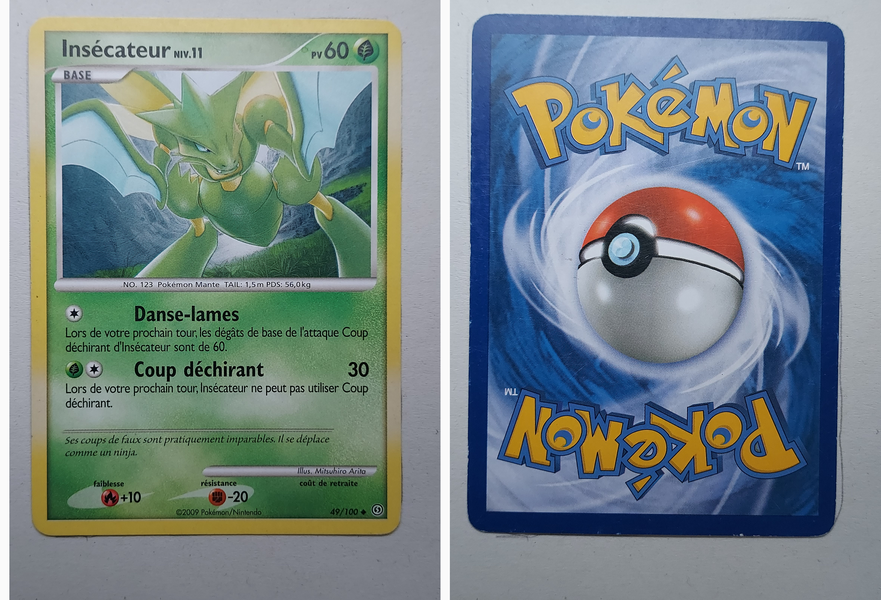 Insécateur NIV.11 PV 60
BASE
NO. 123 Pokémon Mante TAIL: 1,5m PDS: 56,0kg
Danse-lames
Lors de votre prochain tour, les dégâts de base de l'attaque Coup
déchirant d'Insécateur sont de 60.
Coup déchirant 30
Lors de votre prochain tour, Insécateur ne peut pas utiliser Coup
déchirant.
Ses coups de faux sont pratiquement imparables. Il se déplace
comme un ninja.
Illus. Mitsuhiro Arita
faiblesse résistance coût de retraite
+10 -20
©2009 Pokémon/Nintendo 49/100
POKéMON
TM
TM
POKéMON